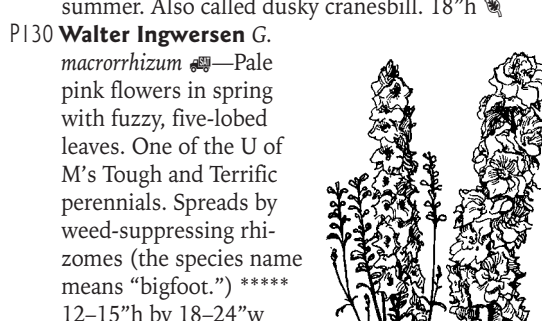 summer. Also called dusky cranesbill. 18”h
P130 Walter Ingwersen G.
macrorrhizum —Pale
pink flowers in spring
with fuzzy, five-lobed
leaves. One of the U of
M’s Tough and Terrific
perennials. Spreads by
weed-suppressing rhi-
zomes (the species name
means “bigfoot.”) *****
12–15”h by 18–24”w